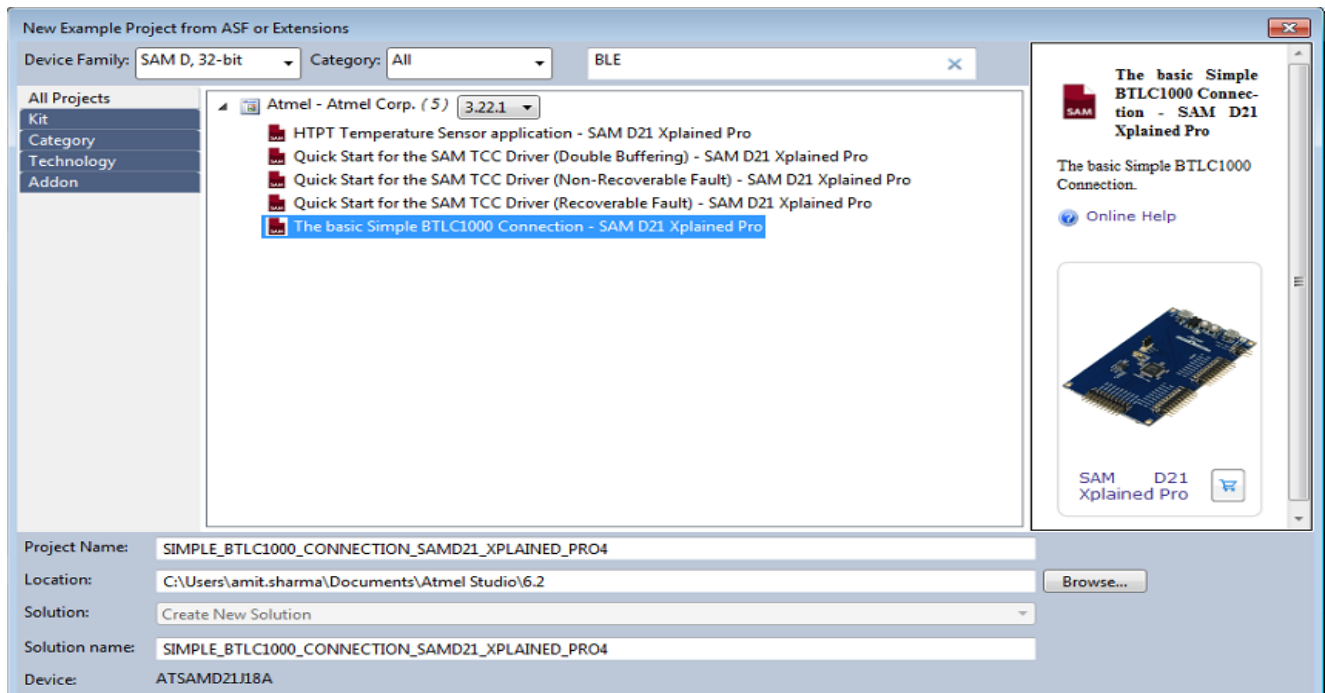 New Example Project from ASF or Extensions
Device Family: SAM D, 32-bit Category: All BLE
All Projects
Kit
Category
Technology
Addon
Atmel - Atmel Corp. (5) 3.22.1
HTPT Temperature Sensor application - SAM D21 Xplained Pro
Quick Start for the SAM TCC Driver (Double Buffering) - SAM D21 Xplained Pro
Quick Start for the SAM TCC Driver (Non-Recoverable Fault) - SAM D21 Xplained Pro
Quick Start for the SAM TCC Driver (Recoverable Fault) - SAM D21 Xplained Pro
The basic Simple BTLC1000 Connection - SAM D21 Xplained Pro
SAM
The basic Simple
BTLC1000 Connec-
tion - SAM D21
Xplained Pro
The basic Simple BTLC1000
Connection.
Online Help
SAM D21
Xplained Pro
Project Name: SIMPLE_BTLC1000_CONNECTION_SAMD21_XPLAINED_PRO4
Location: C:\Users\amit.sharma\Documents\Atmel Studio\6.2 Browse...
Solution: Create New Solution
Solution name: SIMPLE_BTLC1000_CONNECTION_SAMD21_XPLAINED_PRO4
Device: ATSAMD21J18A